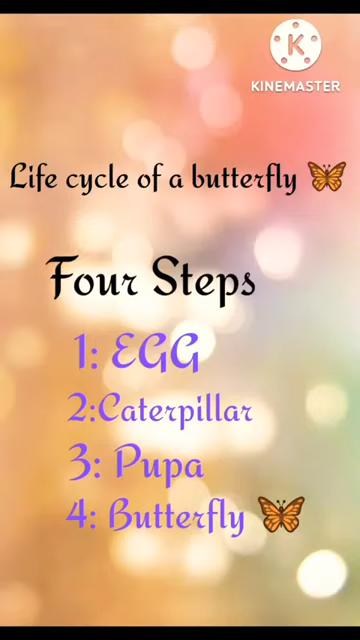 KINEMASTER
Life cycle of a butterfly 🦋
Four Steps
1: EGG
2:Caterpillar
3: Pupa
4: Butterfly 🦋